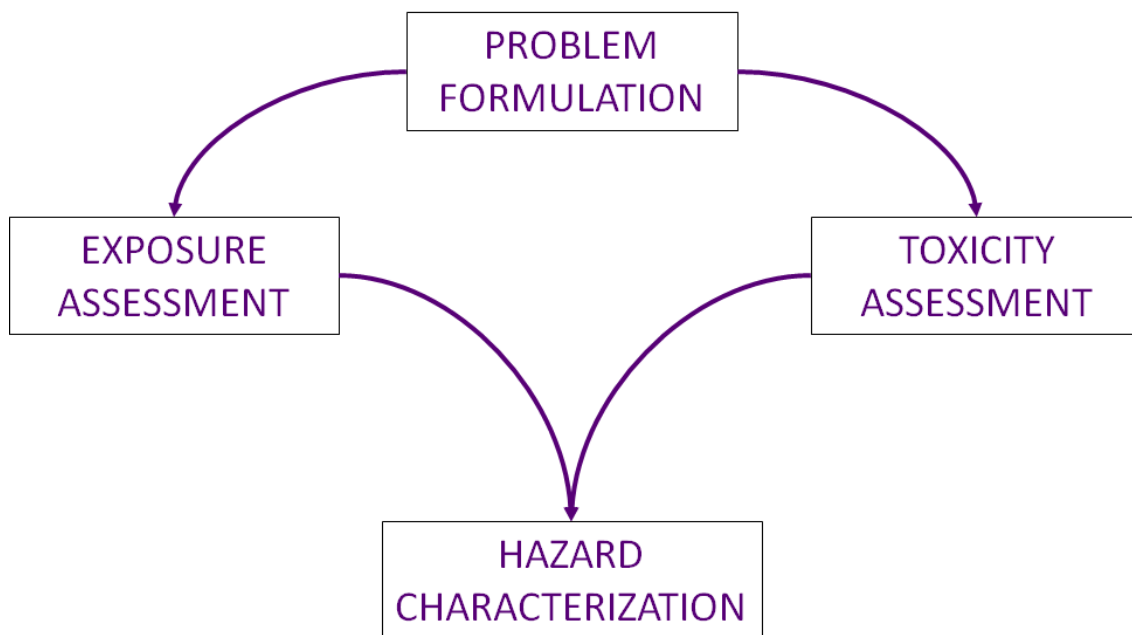 PROBLEM
FORMULATION
EXPOSURE
ASSESSMENT
TOXICITY
ASSESSMENT
HAZARD
CHARACTERIZATION